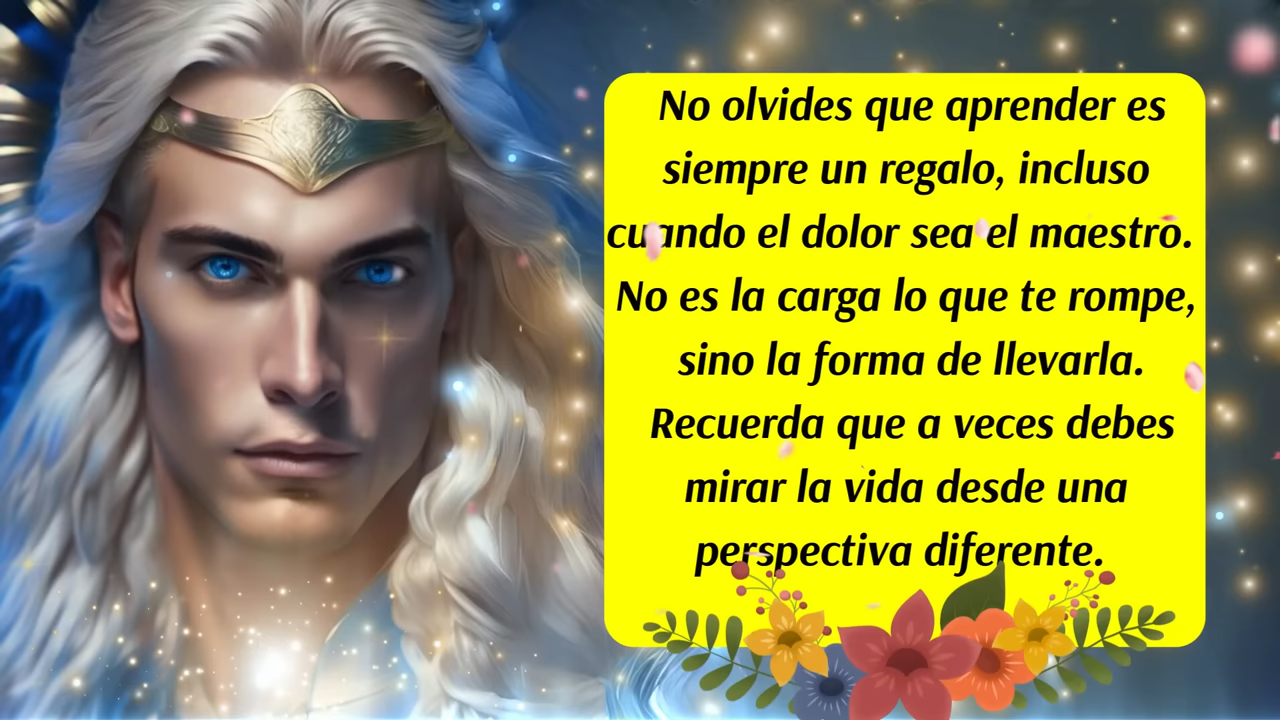 No olvides que aprender es
siempre un regalo, incluso
cuando el dolor sea el maestro.
No es la carga lo que te rompe,
sino la forma de llevarla.
Recuerda que a veces debes
mirar la vida desde una
perspectiva diferente.